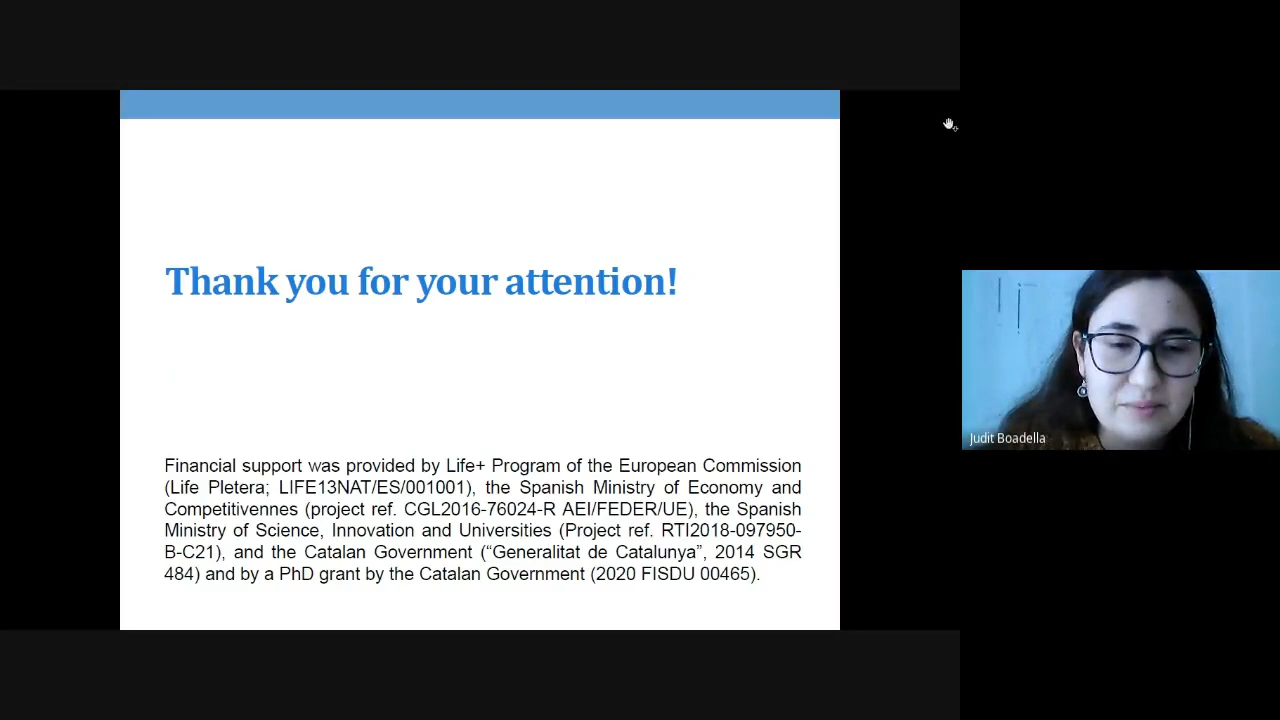 Thank you for your attention!
Financial support was provided by Life+ Program of the European Commission
(Life Pletera; LIFE13NAT/ES/001001), the Spanish Ministry of Economy and
Competitivennes (project ref. CGL2016-76024-R AEI/FEDER/UE), the Spanish
Ministry of Science, Innovation and Universities (Project ref. RTI2018-097950-
B-C21), and the Catalan Government (“Generalitat de Catalunya”, 2014 SGR
484) and by a PhD grant by the Catalan Government (2020 FISDU 00465).
Judit Boadella